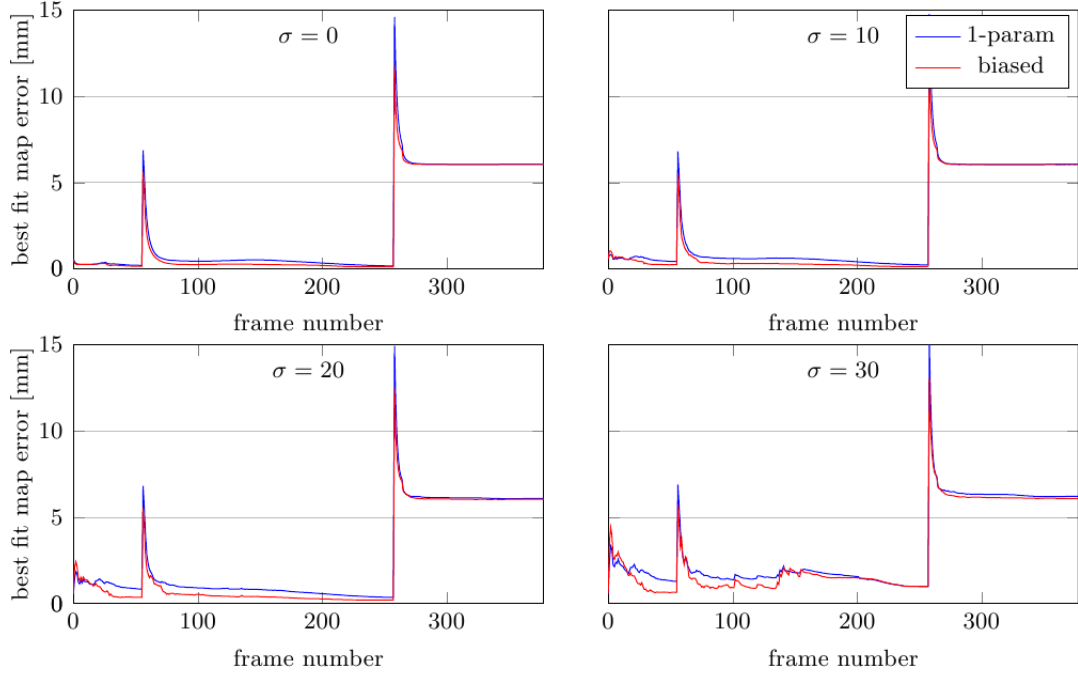 15
10
5
0
best fit map error [mm]
σ = 0
0
100
200
300
frame number
σ = 10
1-param
biased
0
100
200
300
frame number
15
10
5
0
best fit map error [mm]
σ = 20
0
100
200
300
frame number
σ = 30
0
100
200
300
frame number